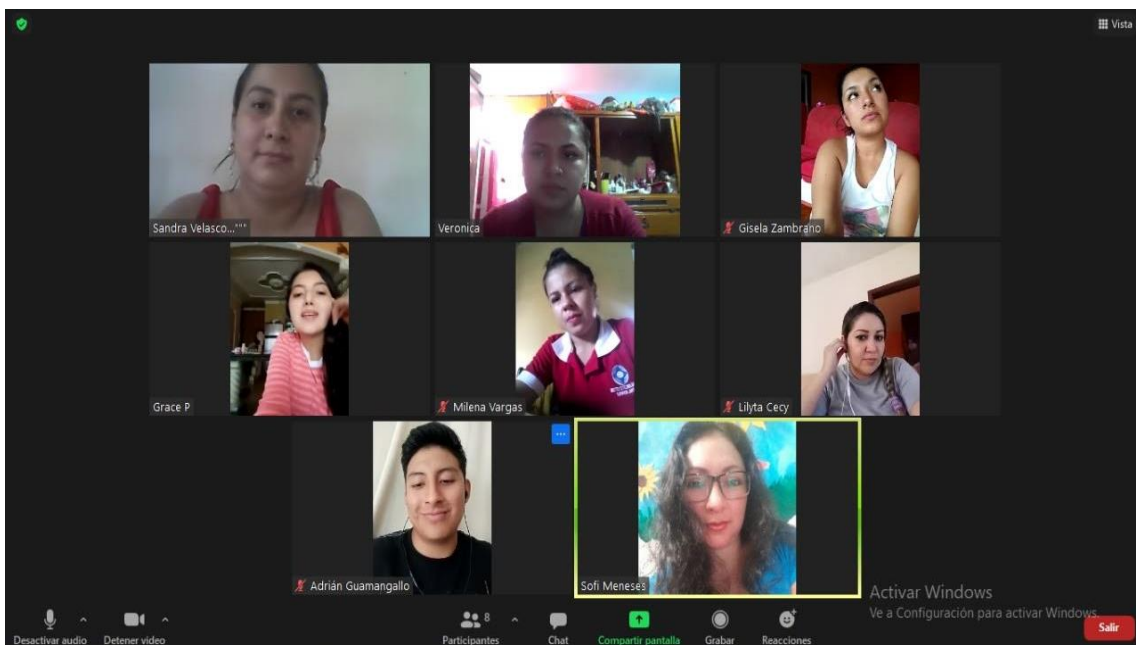 Vista
Sandra Velasco..."""
Veronica
Gisela Zambrano
Grace P
Milena Vargas
Lilyta Cecy
Adrián Guamangallo
Sofi Meneses
Activar Windows
Ve a Configuración para activar Windows.
8
Desactivar audio
Detener video
Participantes
Chat
Compartir pantalla
Grabar
Reacciones
Salir